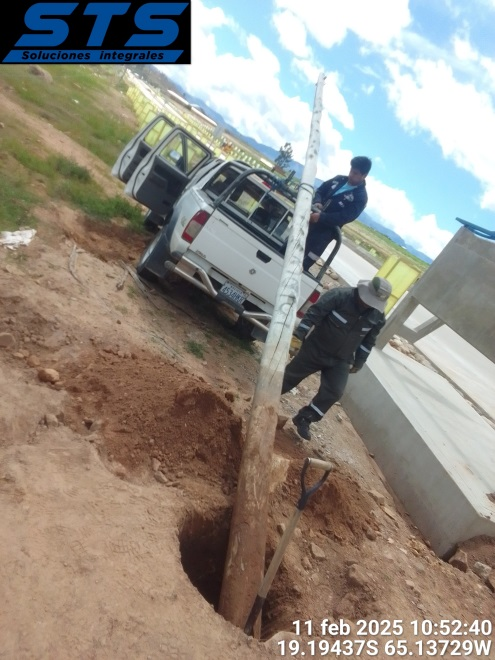 STS
Soluciones integrales
11 feb 2025 10:52:40
19.19437S 65.13729W